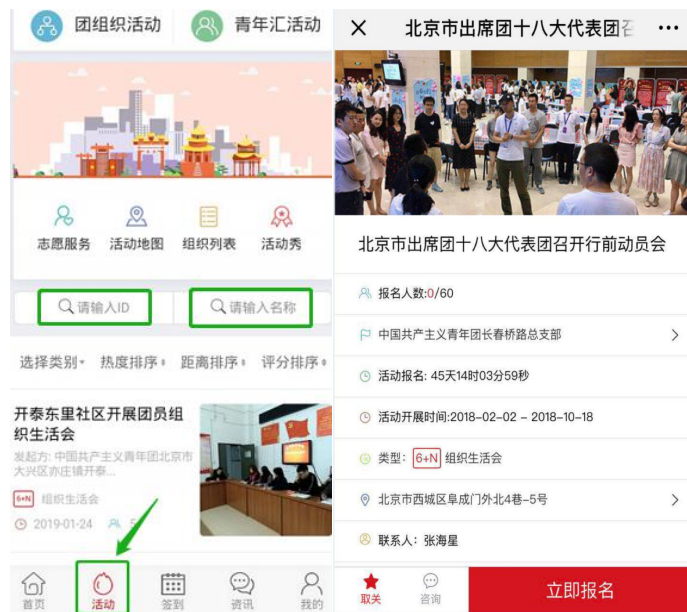 团组织活动
青年汇活动
志愿服务
活动地图
组织列表
活动秀
请输入ID
请输入名称
选择类别
热度排序
距离排序
评分排序
开泰东里社区开展团员组
织生活会
发起方: 中国共产主义青年团北京市
大兴区亦庄镇开泰...
6+N 组织生活会
2019-01-24
5
首页
活动
签到
资讯
我的
北京市出席团十八大代表团召
北京市出席团十八大代表团召开行前动员会
报名人数:0/60
中国共产主义青年团长春桥路总支部
活动报名: 45天14时03分59秒
活动开展时间:2018-02-02 - 2018-10-18
类型: 6+N 组织生活会
北京市西城区阜成门外北4巷-5号
联系人: 张海星
取关
咨询
立即报名